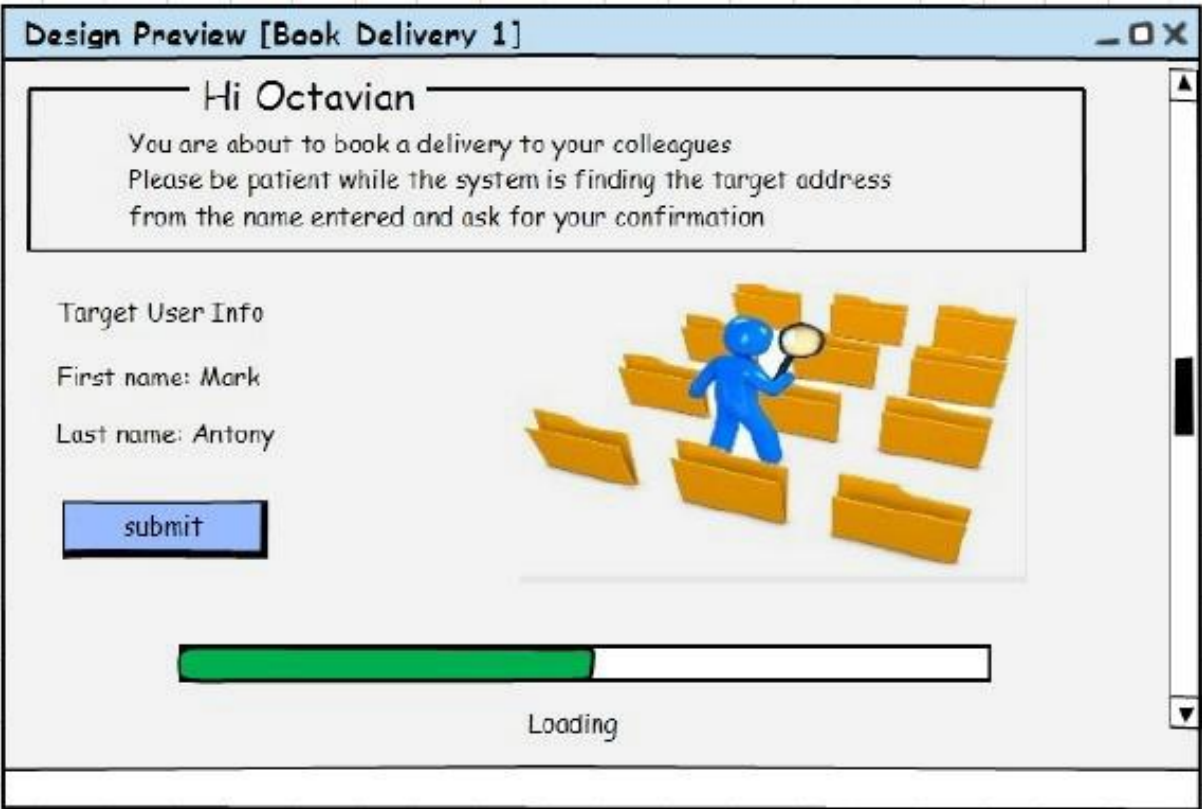 Design Preview [Book Delivery 1]
Hi Octavian
You are about to book a delivery to your colleagues
Please be patient while the system is finding the target address
from the name entered and ask for your confirmation
Target User Info
First name: Mark
Last name: Antony
submit
Loading